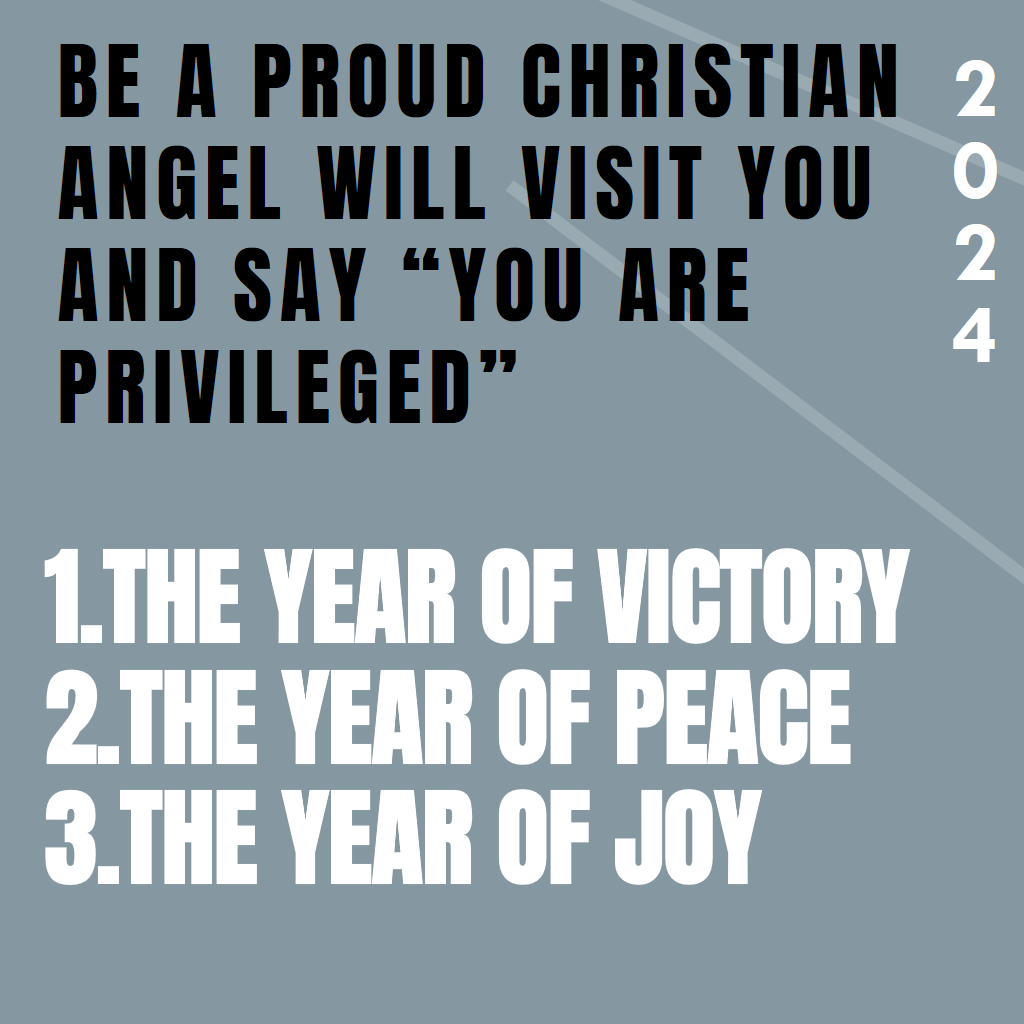 BE A PROUD CHRISTIAN
ANGEL WILL VISIT YOU
AND SAY “YOU ARE
PRIVILEGED”
2
0
2
4
1.THE YEAR OF VICTORY
2.THE YEAR OF PEACE
3.THE YEAR OF JOY